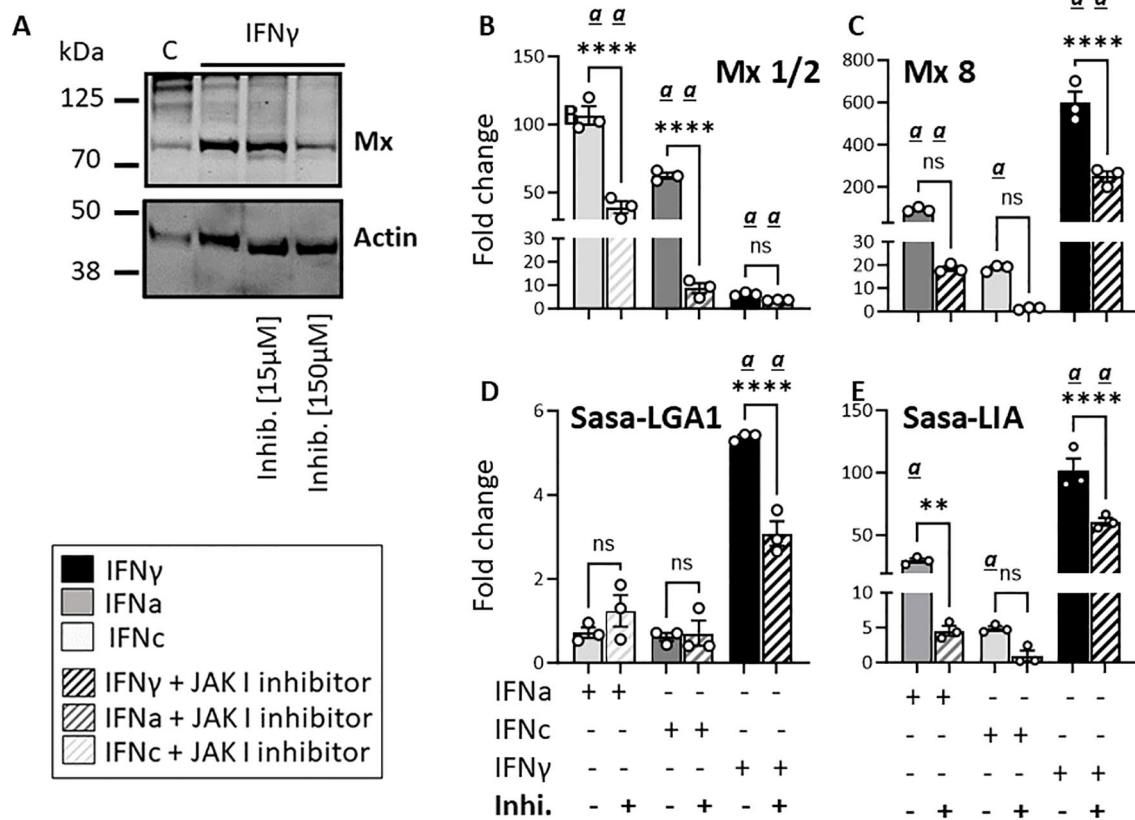 A
kDa
C
IFNγ
125
70
Mx
50
38
Actin
Inhib. [15μM]
Inhib. [150μM]
IFNγ
IFNa
IFNc
IFNγ + JAK I inhibitor
IFNa + JAK I inhibitor
IFNc + JAK I inhibitor
B
Mx 1/2
Fold change
150
100
50
30
20
10
0
B
a a
****
a a
****
a a
ns
C
Mx 8
800
600
400
200
20
10
0
a a
ns
a
ns
a a
****
D
Sasa-LGA1
Fold change
6
4
2
0
ns
ns
a a
****
E
Sasa-LIA
150
100
50
10
5
0
a
**
a
ns
a a
****
IFNa + + - - - - + + - - - -
IFNc - - + + - - - - + + - -
IFNγ - - - - + + - - - - + +
Inhi. - + - + - + - + - + - +